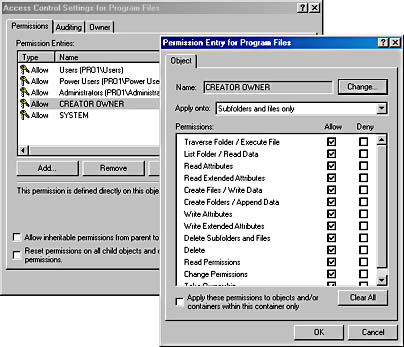 Access Control Settings for Program Files
Permissions Auditing Owner
Permission Entries:
Type Name
Allow Users (PRO1\Users)
Allow Power Users (PRO1\Power Use
Allow Administrators (PRO1\Administra
Allow CREATOR OWNER
Allow SYSTEM
Add... Remove
This permission is defined directly on this obje
Allow inheritable permissions from parent to
Reset permissions on all child objects and
permissions.
Permission Entry for Program Files
Object
Name: CREATOR OWNER Change...
Apply onto: Subfolders and files only
Permissions: Allow Deny
Traverse Folder / Execute File
List Folder / Read Data
Read Attributes
Read Extended Attributes
Create Files / Write Data
Create Folders / Append Data
Write Attributes
Write Extended Attributes
Delete Subfolders and Files
Delete
Read Permissions
Change Permissions
Take Ownership
Apply these permissions to objects and/or
containers within this container only
Clear All
OK Cancel